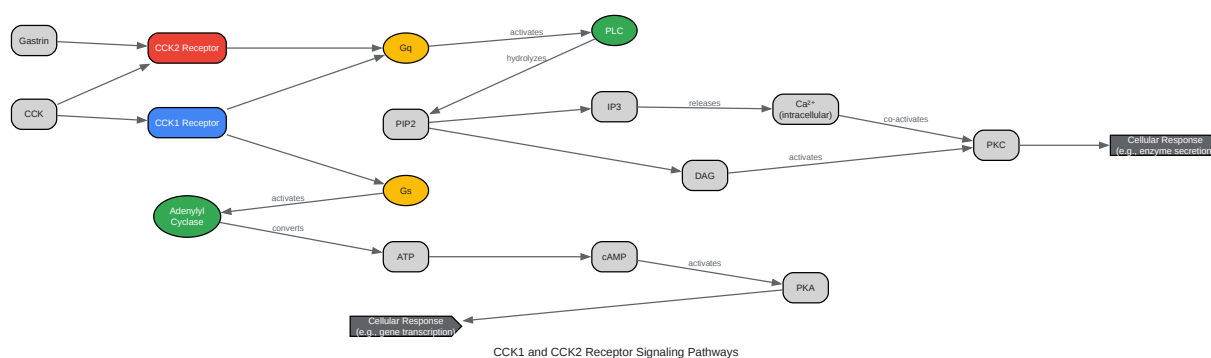 Gastrin
CCK2 Receptor
Gq
activates
PLC
hydrolyzes
CCK
CCK1 Receptor
PIP2
IP3
releases
Ca²⁺
(intracellular)
co-activates
PKC
Cellular Response
(e.g., enzyme secretion
DAG
activates
Gs
activates
Adenylyl
Cyclase
converts
ATP
cAMP
activates
PKA
Cellular Response
(e.g., gene transcription)
CCK1 and CCK2 Receptor Signaling Pathways